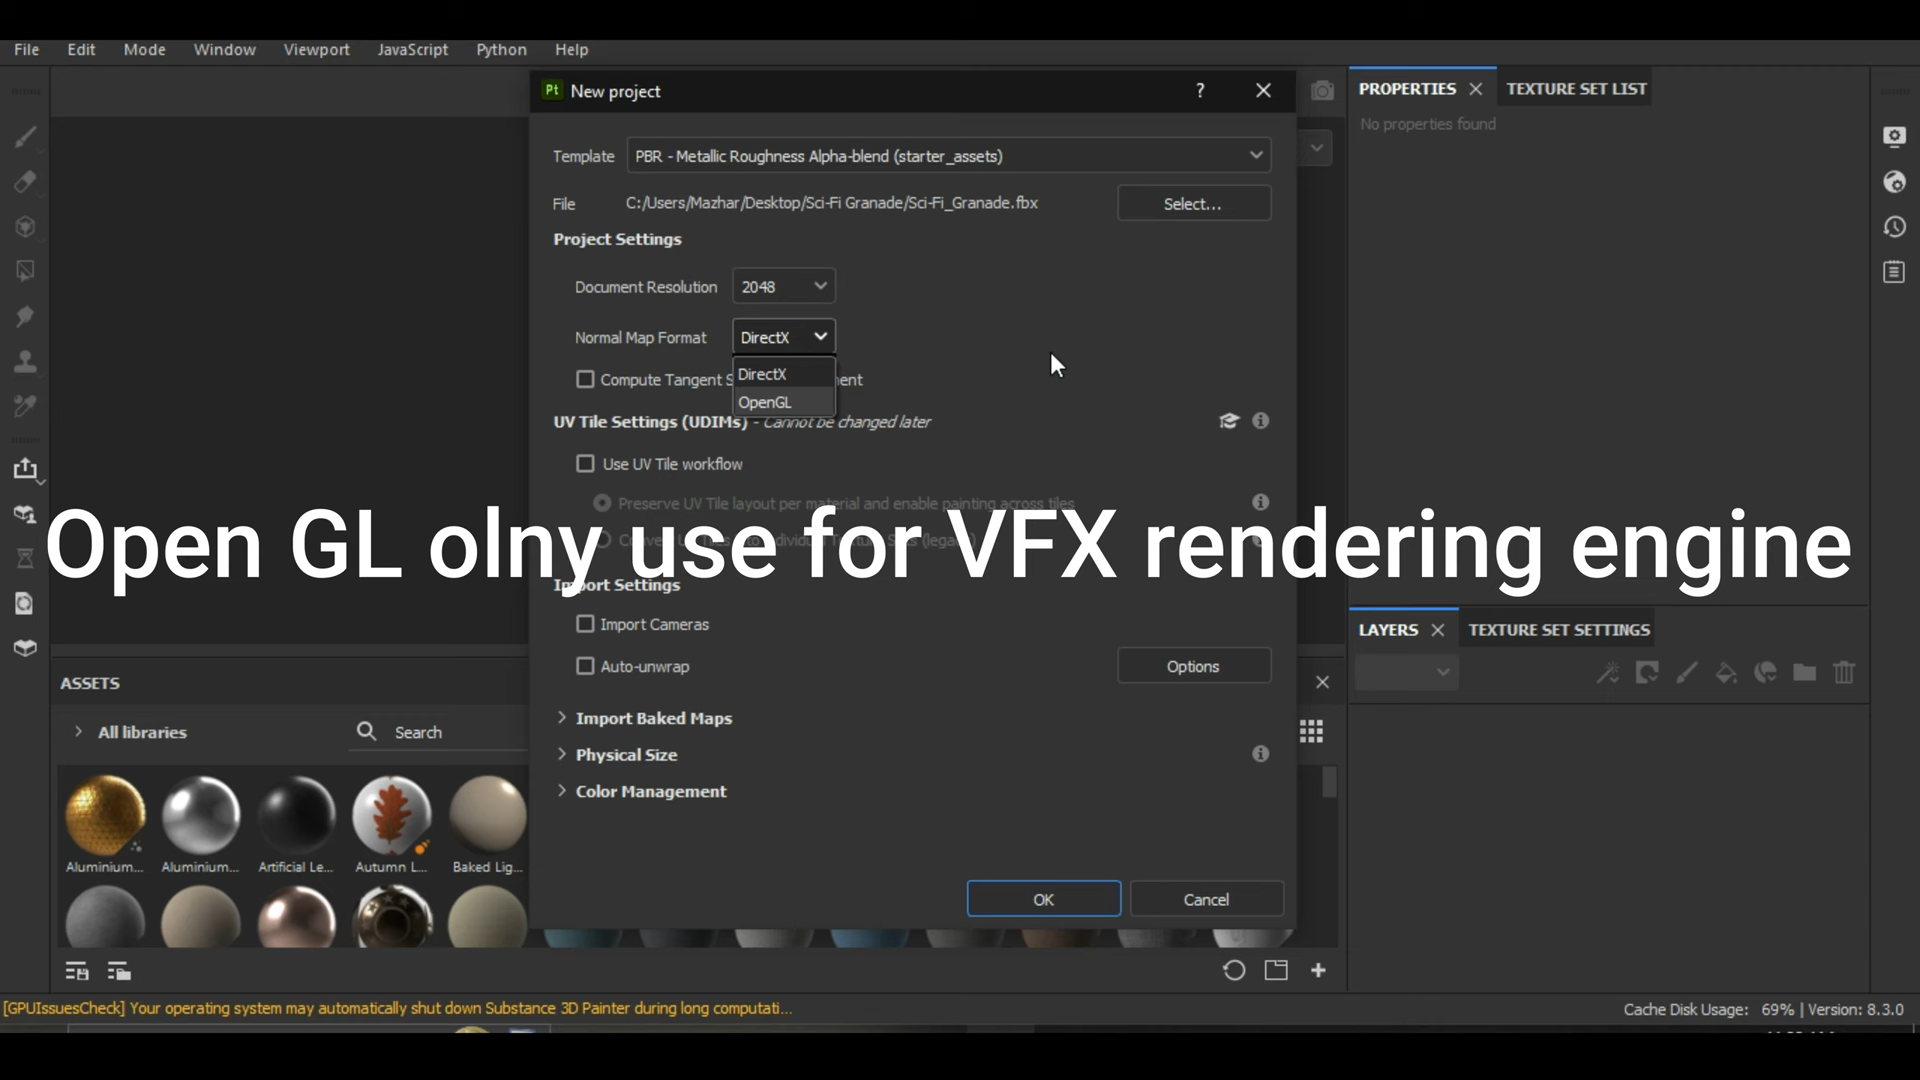 File Edit Mode Window Viewport JavaScript Python Help
Pt New project ? 
PROPERTIES TEXTURE SET LIST
No properties found
Template PBR - Metallic Roughness Alpha-blend (starter_assets)
File C:/Users/Mazhar/Desktop/Sci-Fi Granade/Sci-Fi_Granade.fbx Select...
Project Settings
Document Resolution 2048
Normal Map Format DirectX
DirectX
Compute Tangent S ent
OpenGL
UV Tile Settings (UDIMs) - Cannot be changed later
Use UV Tile workflow
Preserve UV Tile layout per material and enable painting across tiles
Open GL olny use for VFX rendering engine
Import Settings
Import Cameras
Auto-unwrap Options
Import Baked Maps
Physical Size
Color Management
OK Cancel
LAYERS TEXTURE SET SETTINGS
ASSETS
All libraries Search
Aluminium... Aluminium... Artificial Le... Autumn L... Baked Lig...
[GPUIssuesCheck] Your operating system may automatically shut down Substance 3D Painter during long computati...
Cache Disk Usage: 69% | Version: 8.3.0